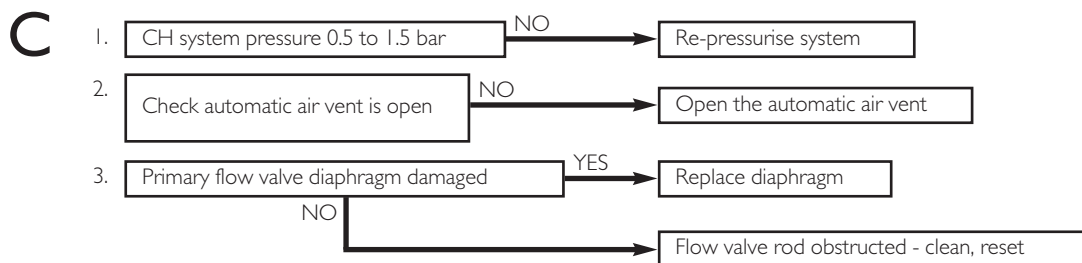 C
1. CH system pressure 0.5 to 1.5 bar NO Re-pressurise system
2. Check automatic air vent is open NO Open the automatic air vent
3. Primary flow valve diaphragm damaged YES Replace diaphragm
NO
Flow valve rod obstructed - clean, reset